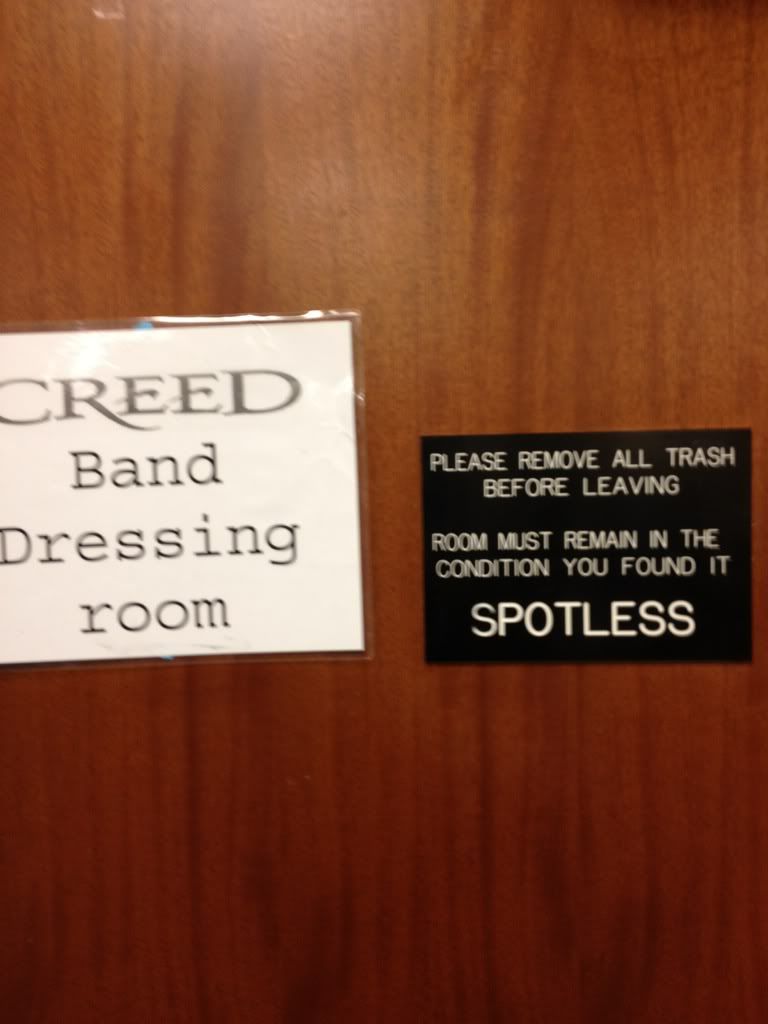 CREED
Band
Dressing
room
PLEASE REMOVE ALL TRASH
BEFORE LEAVING
ROOM MUST REMAIN IN THE
CONDITION YOU FOUND IT
SPOTLESS